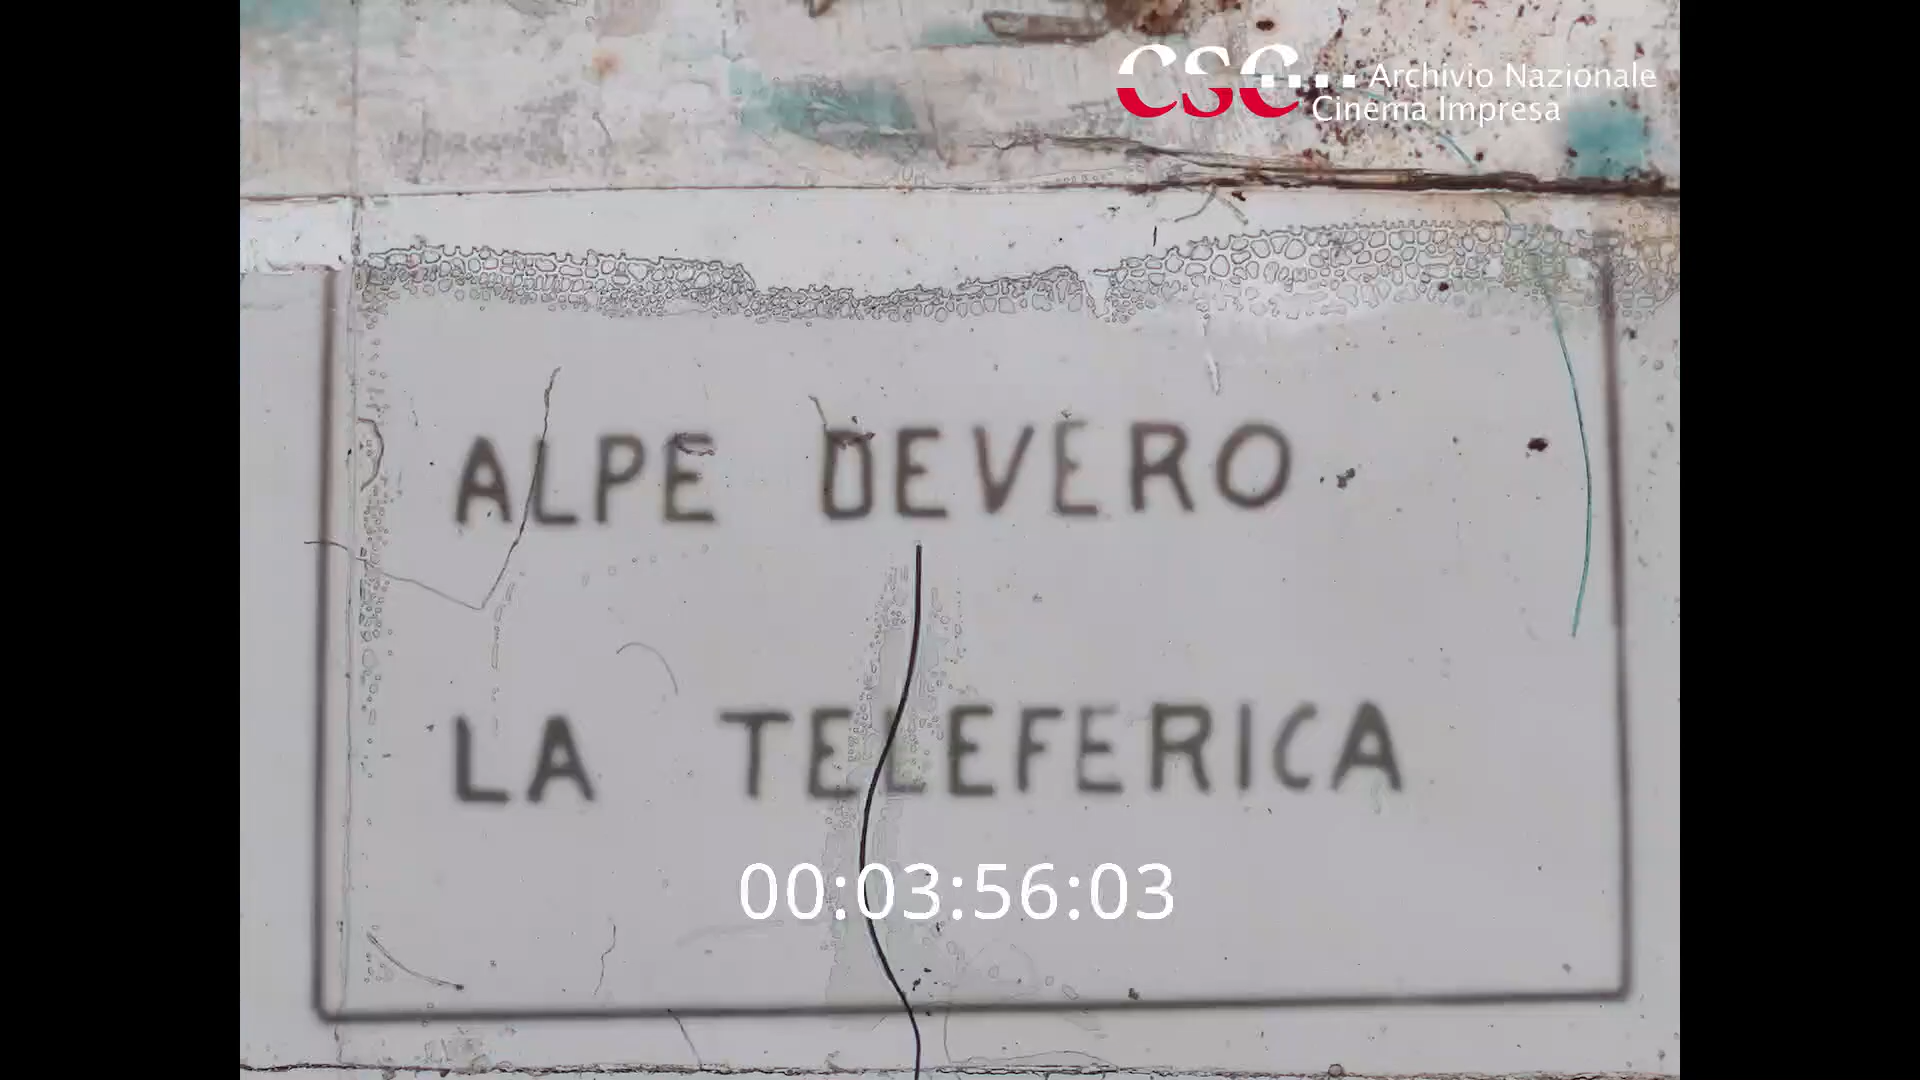 CSC... Archivio Nazionale
Cinema Impresa
ALPE DEVERO
LA TELEFERICA
00:03:56:03